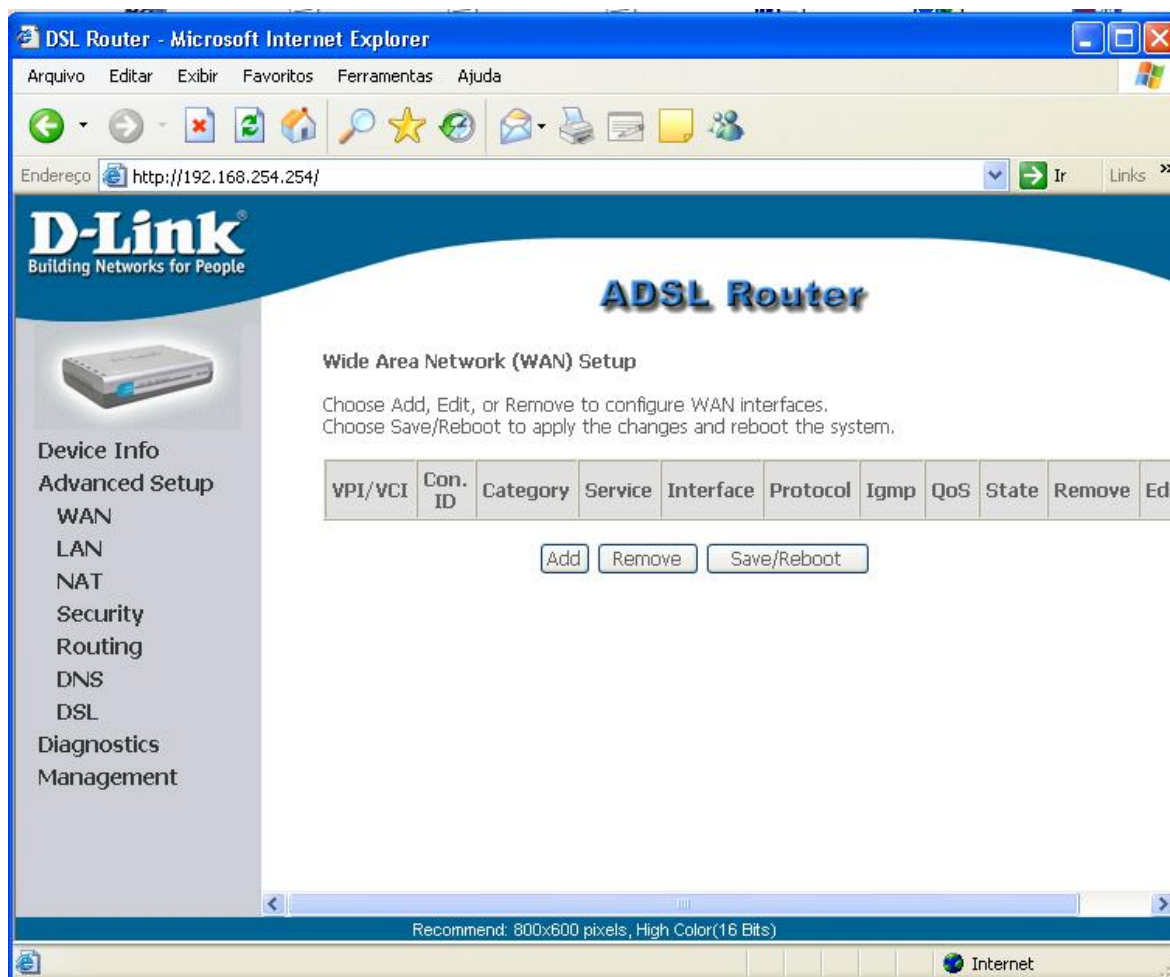 DSL Router - Microsoft Internet Explorer
Arquivo Editar Exibir Favoritos Ferramentas Ajuda
Endereço http://192.168.254.254/ Ir Links »
D-Link®
Building Networks for People
ADSL Router
Wide Area Network (WAN) Setup
Choose Add, Edit, or Remove to configure WAN interfaces.
Choose Save/Reboot to apply the changes and reboot the system.
VPI/VCI Con. ID Category Service Interface Protocol Igmp QoS State Remove Ed
Add Remove Save/Reboot
Device Info
Advanced Setup
WAN
LAN
NAT
Security
Routing
DNS
DSL
Diagnostics
Management
Recommend: 800x600 pixels, High Color(16 Bits)
Internet